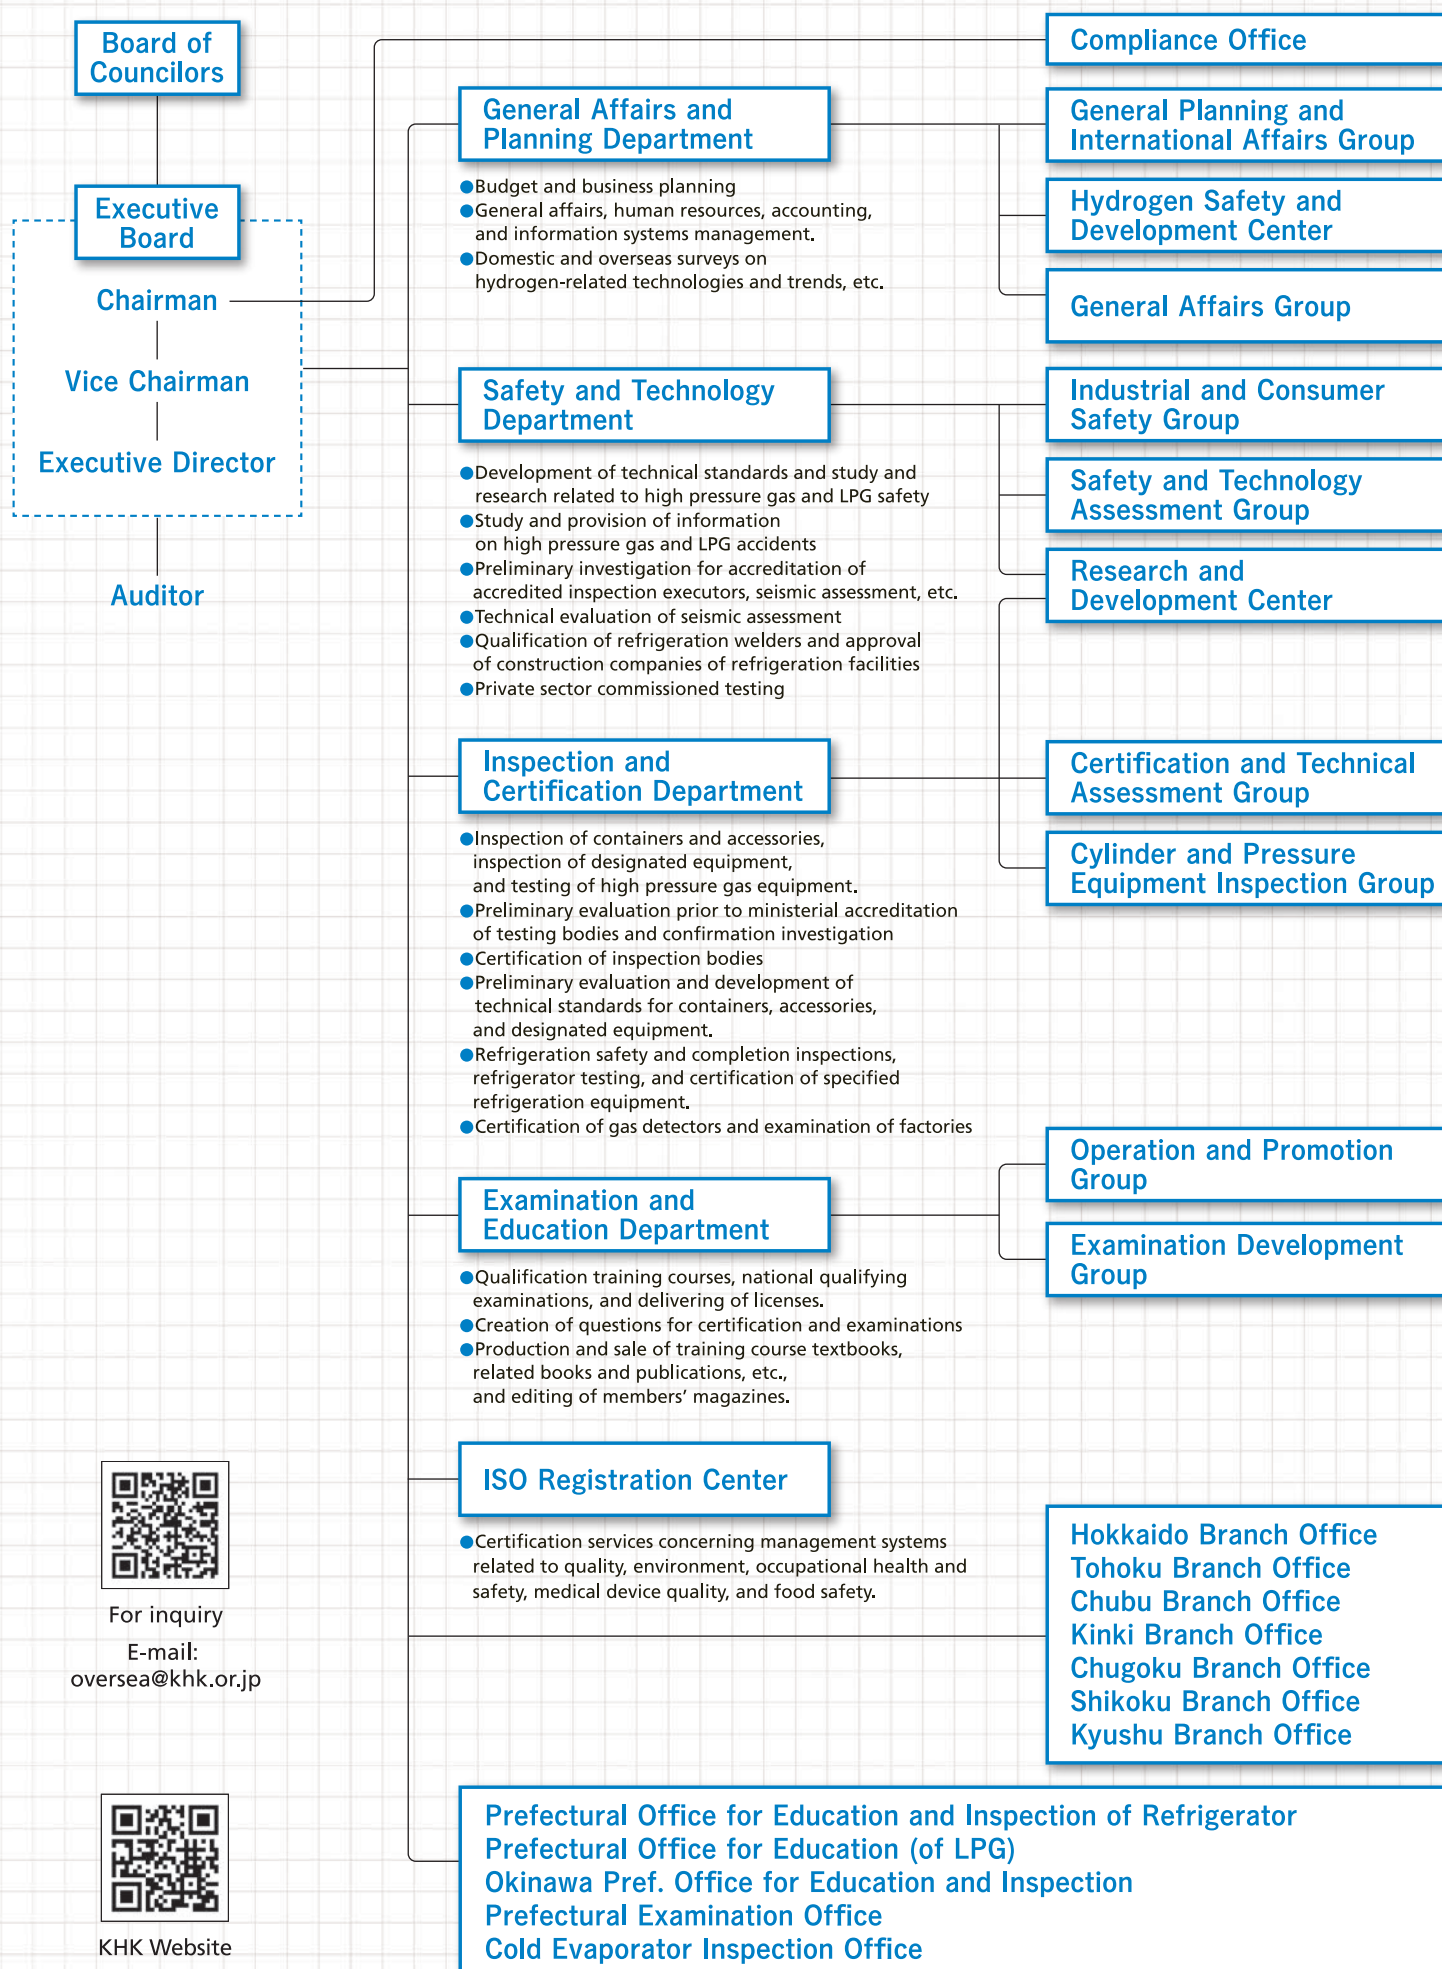 Board of
Councilors
Executive
Board
Chairman
Vice Chairman
Executive Director
Auditor
Compliance Office
General Affairs and
Planning Department
●Budget and business planning
●General affairs, human resources, accounting,
and information systems management.
●Domestic and overseas surveys on
hydrogen-related technologies and trends, etc.
General Planning and
International Affairs Group
Hydrogen Safety and
Development Center
General Affairs Group
Safety and Technology
Department
●Development of technical standards and study and
research related to high pressure gas and LPG safety
●Study and provision of information
on high pressure gas and LPG accidents
●Preliminary investigation for accreditation of
accredited inspection executors, seismic assessment, etc.
●Technical evaluation of seismic assessment
●Qualification of refrigeration welders and approval
of construction companies of refrigeration facilities
●Private sector commissioned testing
Industrial and Consumer
Safety Group
Safety and Technology
Assessment Group
Research and
Development Center
Inspection and
Certification Department
●Inspection of containers and accessories,
inspection of designated equipment,
and testing of high pressure gas equipment.
●Preliminary evaluation prior to ministerial accreditation
of testing bodies and confirmation investigation
●Certification of inspection bodies
●Preliminary evaluation and development of
technical standards for containers, accessories,
and designated equipment.
●Refrigeration safety and completion inspections,
refrigerator testing, and certification of specified
refrigeration equipment.
●Certification of gas detectors and examination of factories
Certification and Technical
Assessment Group
Cylinder and Pressure
Equipment Inspection Group
Examination and
Education Department
●Qualification training courses, national qualifying
examinations, and delivering of licenses.
●Creation of questions for certification and examinations
●Production and sale of training course textbooks,
related books and publications, etc.,
and editing of members’ magazines.
Operation and Promotion
Group
Examination Development
Group
ISO Registration Center
●Certification services concerning management systems
related to quality, environment, occupational health and
safety, medical device quality, and food safety.
Hokkaido Branch Office
Tohoku Branch Office
Chubu Branch Office
Kinki Branch Office
Chugoku Branch Office
Shikoku Branch Office
Kyushu Branch Office
Prefectural Office for Education and Inspection of Refrigerator
Prefectural Office for Education (of LPG)
Okinawa Pref. Office for Education and Inspection
Prefectural Examination Office
Cold Evaporator Inspection Office
For inquiry
E-mail:
oversea@khk.or.jp
KHK Website